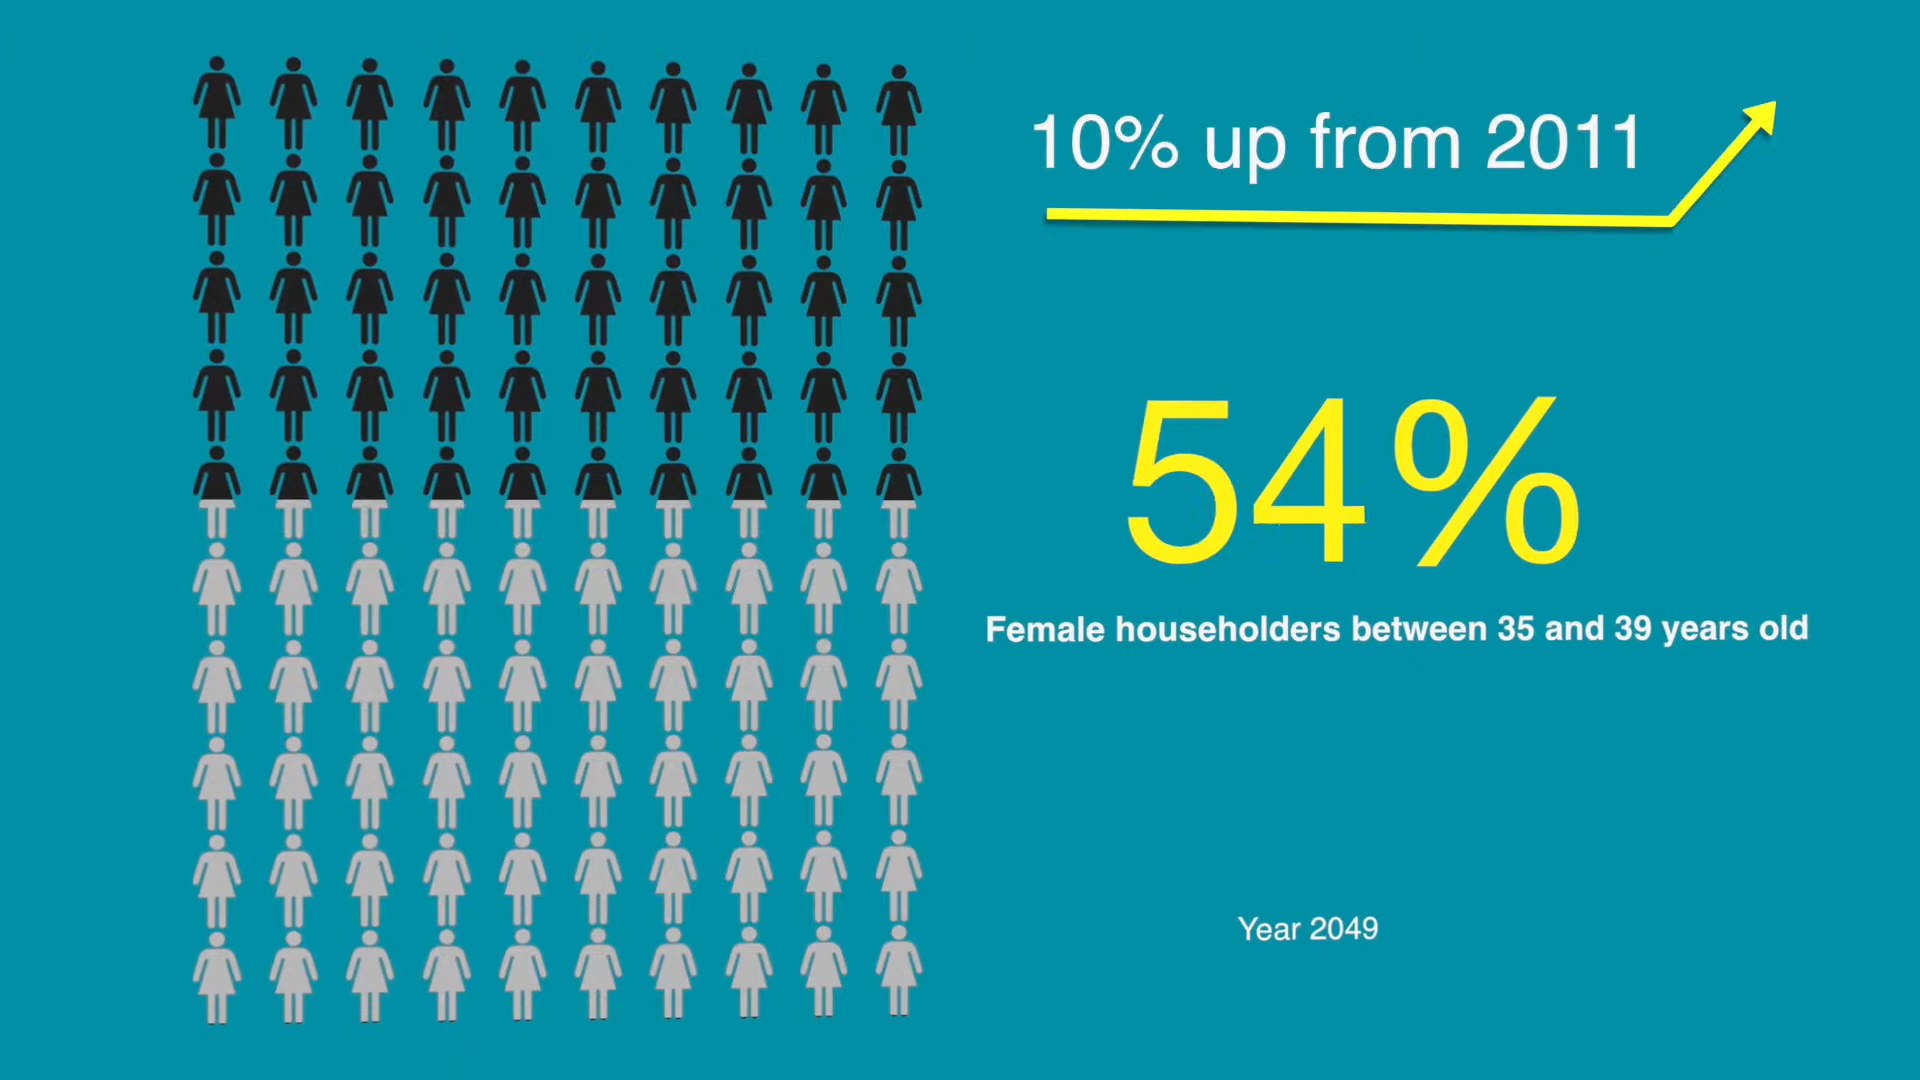 10% up from 2011
54%
Female householders between 35 and 39 years old
Year 2049